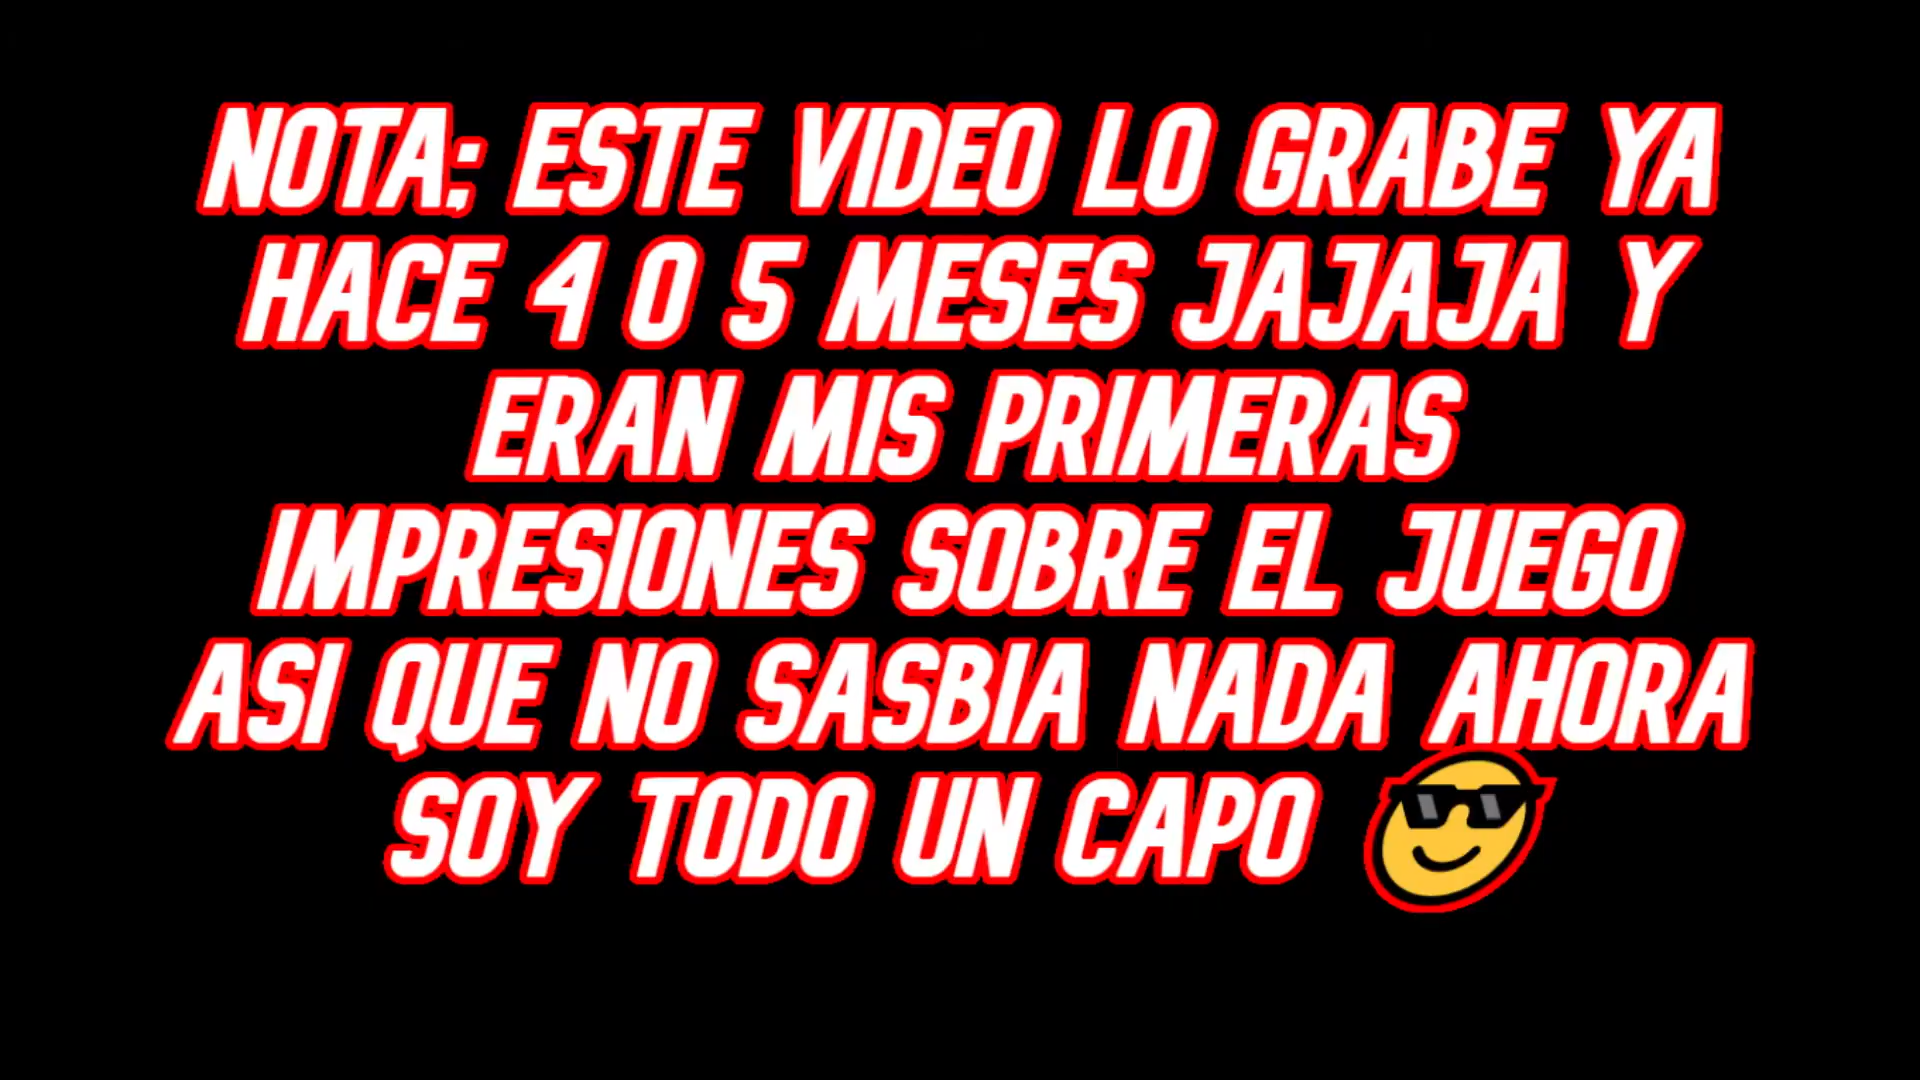 NOTA; ESTE VIDEO LO GRABE YA
HACE 4 O 5 MESES JAJAJA Y
ERAN MIS PRIMERAS
IMPRESIONES SOBRE EL JUEGO
ASI QUE NO SASBIA NADA AHORA
SOY TODO UN CAPO 😎